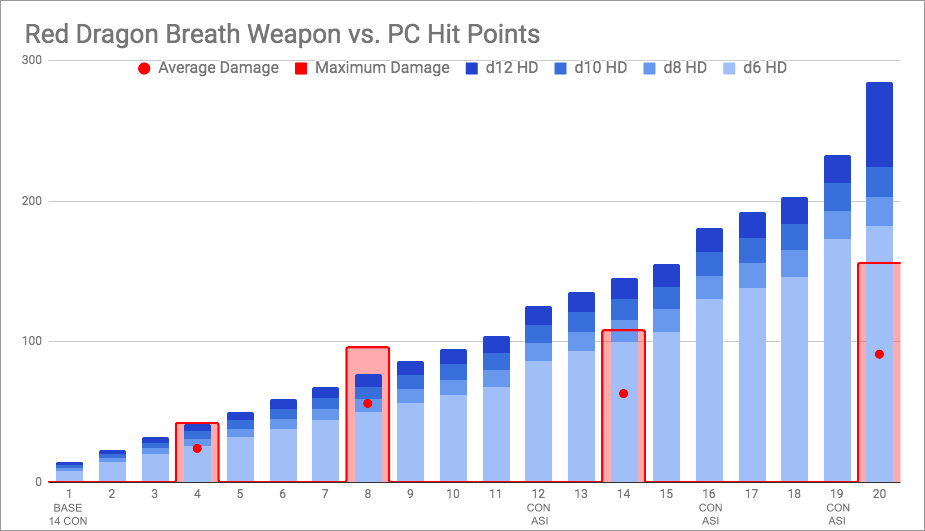 Red Dragon Breath Weapon vs. PC Hit Points
300
Average Damage Maximum Damage d12 HD d10 HD d8 HD d6 HD
200
100
0
1 2 3 4 5 6 7 8 9 10 11 12 13 14 15 16 17 18 19 20
BASE CON CON CON
14 CON ASI ASI ASI